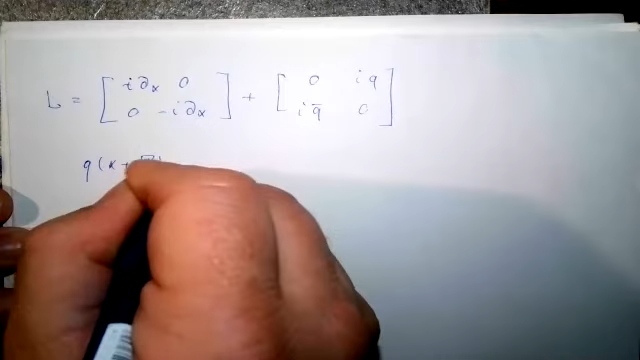 L = [ i∂x 0 ; 0 -i∂x ] + [ 0 iq ; iq̄ 0 ]
q(x +